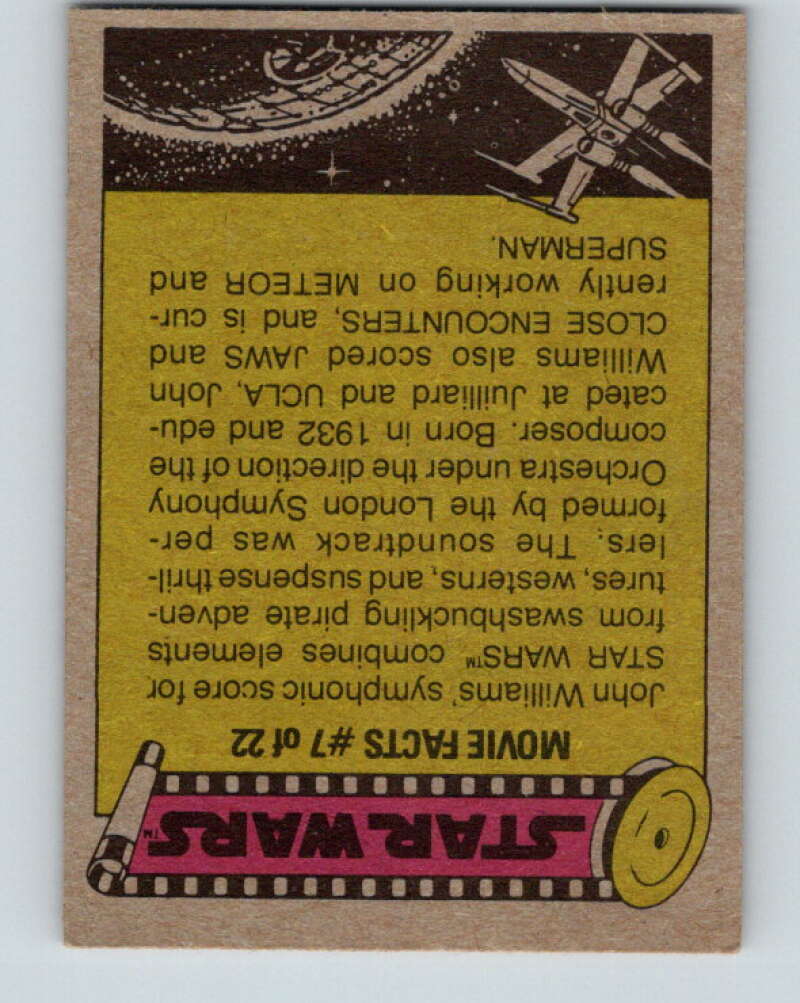 STAR WARS™
MOVIE FACTS #7 of 22
John Williams' symphonic score for
STAR WARS™ combines elements
from swashbuckling pirate adven-
tures, westerns, and suspense thril-
lers. The soundtrack was per-
formed by the London Symphony
Orchestra under the direction of the
composer. Born in 1932 and edu-
cated at Juilliard and UCLA, John
Williams also scored JAWS and
CLOSE ENCOUNTERS, and is cur-
rently working on METEOR and
SUPERMAN.